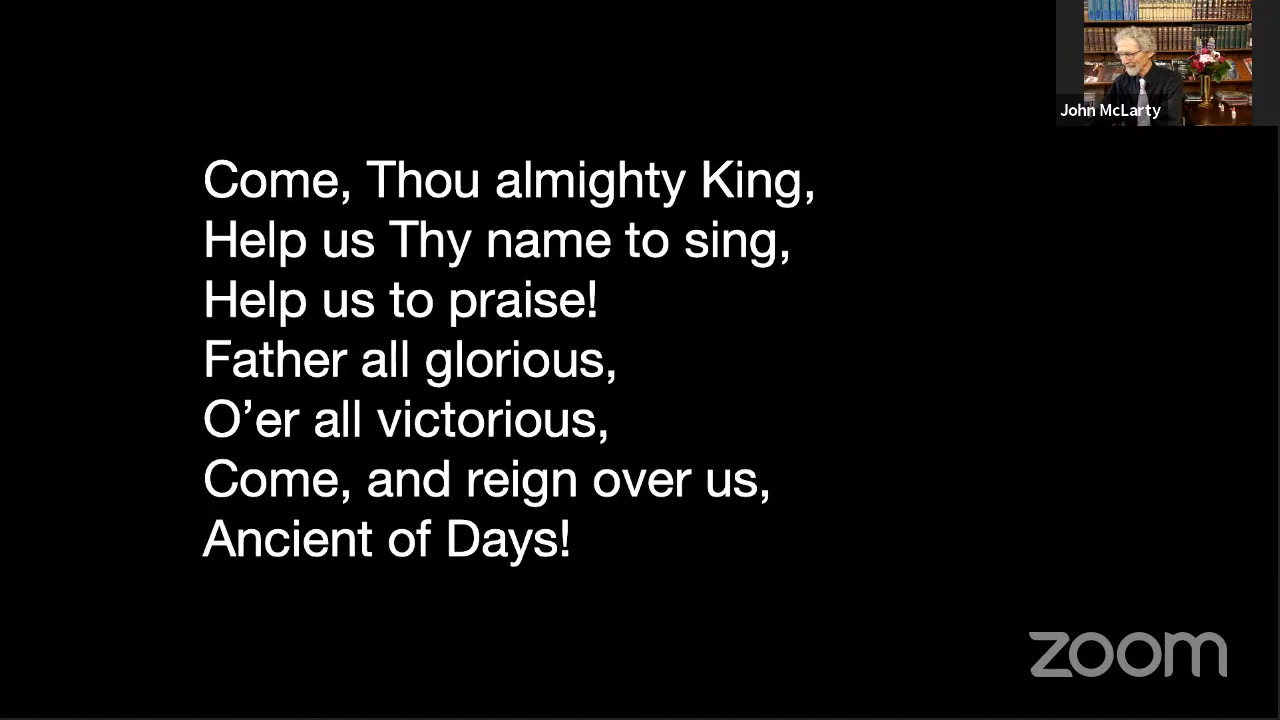 John McLarty
Come, Thou almighty King,
Help us Thy name to sing,
Help us to praise!
Father all glorious,
O’er all victorious,
Come, and reign over us,
Ancient of Days!
zoom